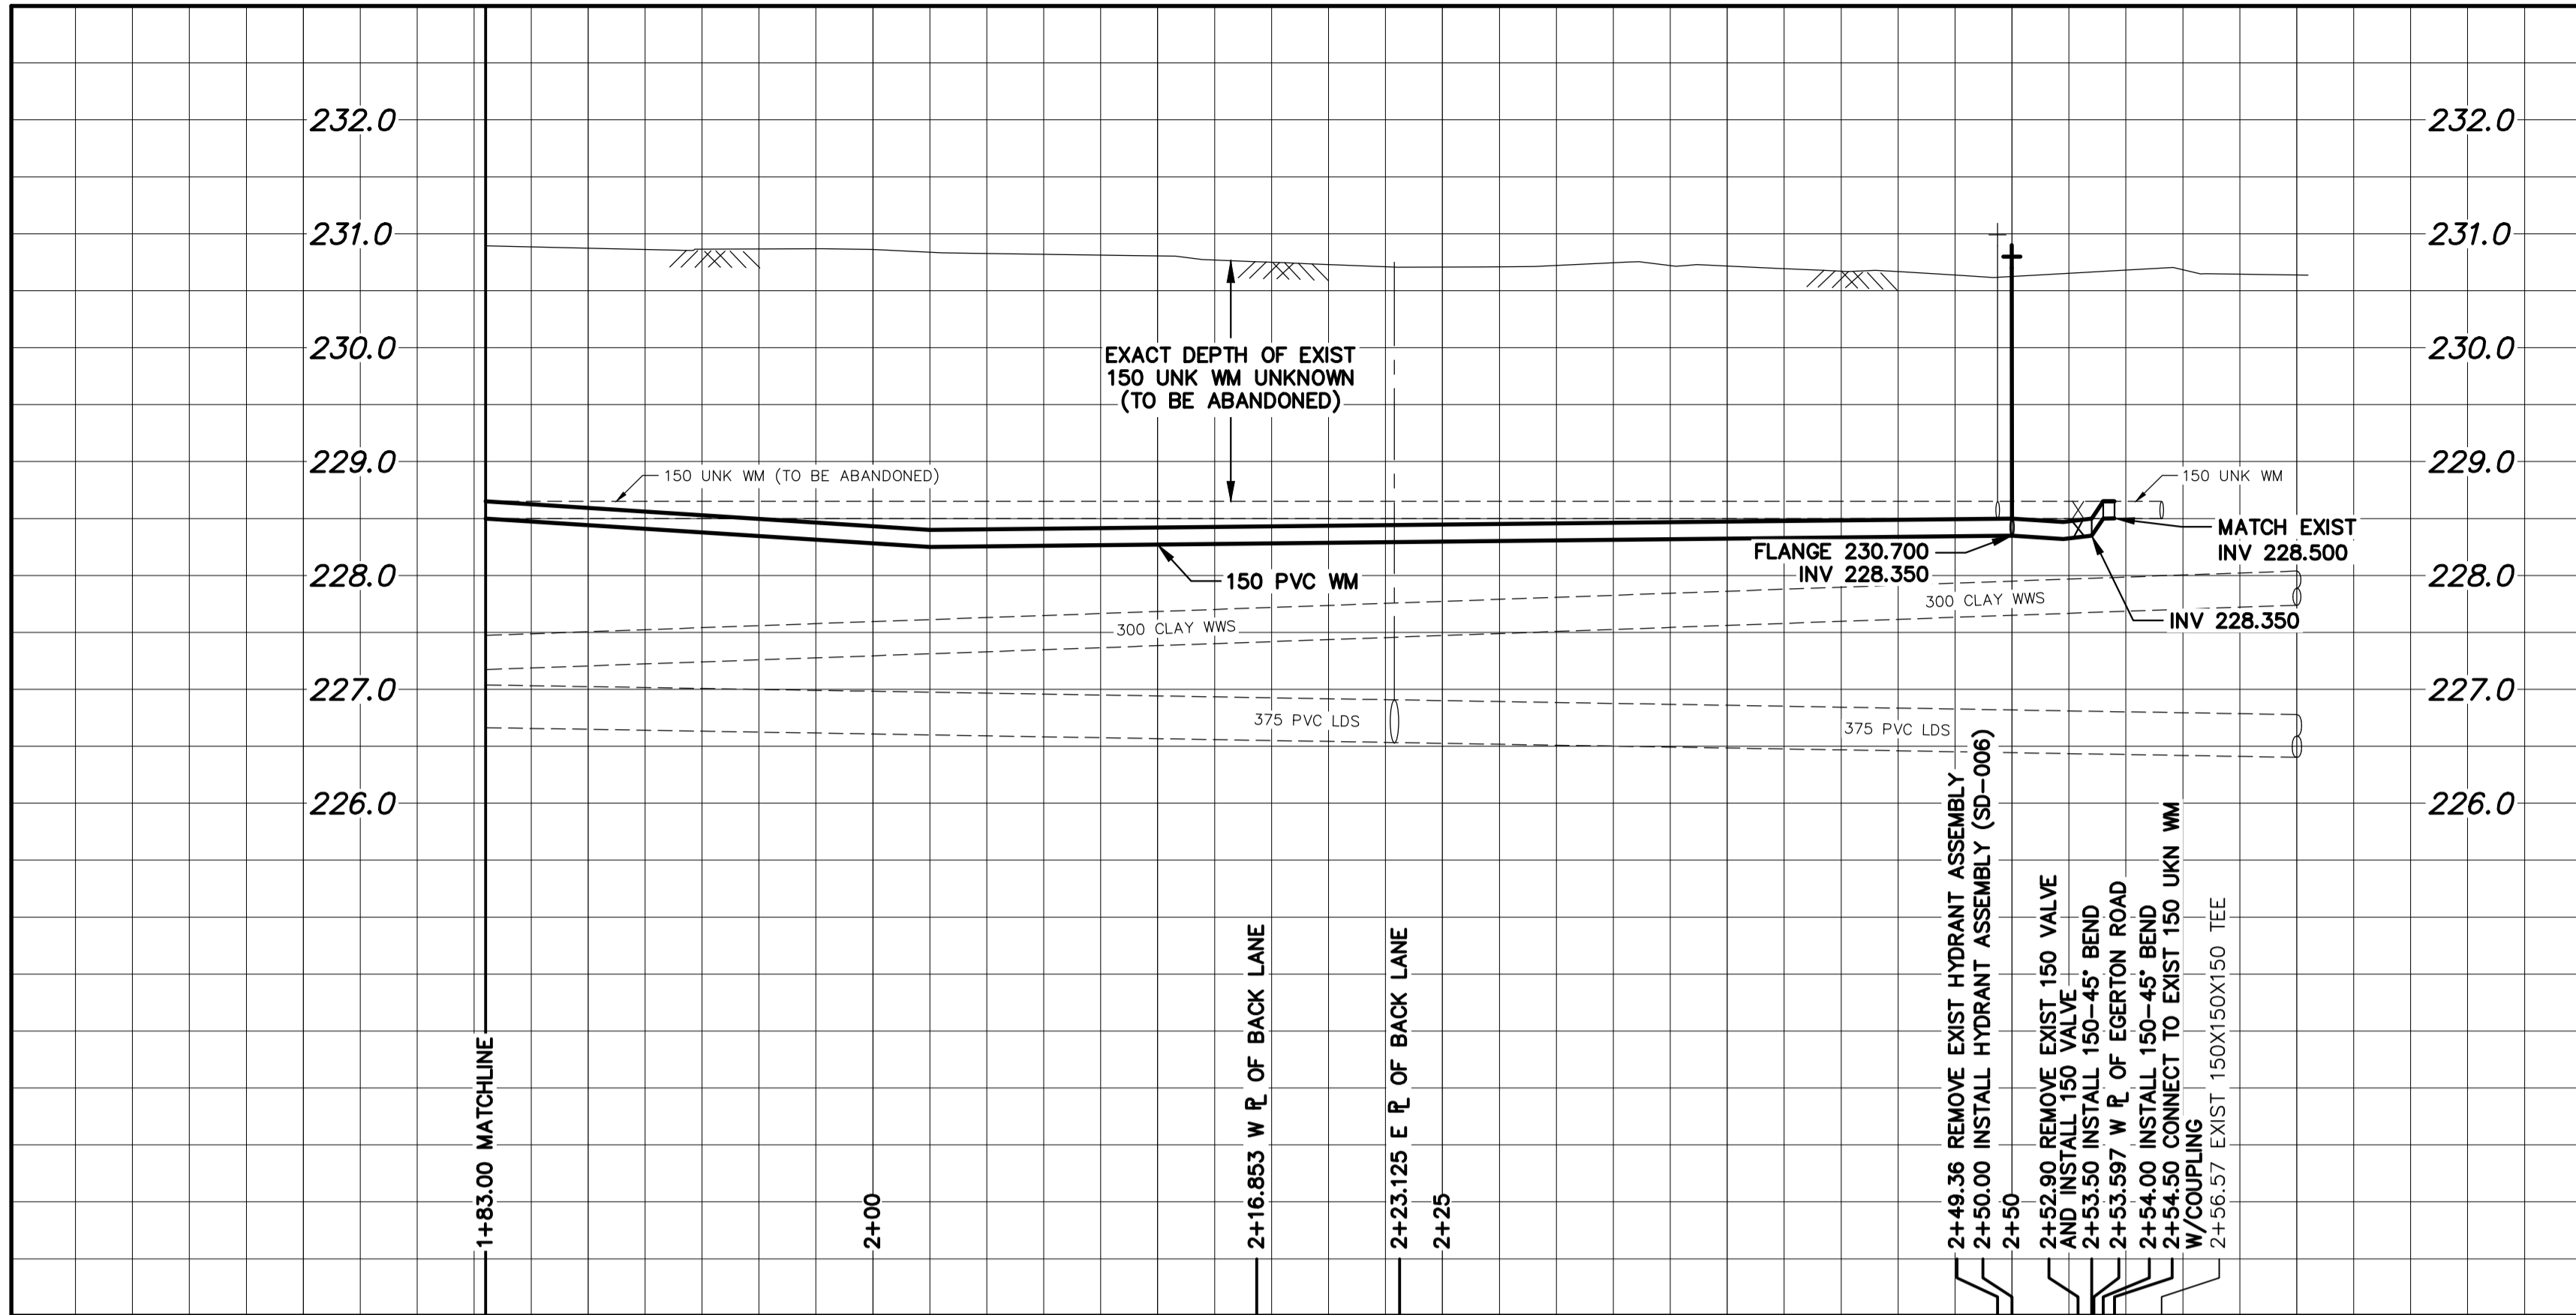 232.0
232.0
231.0
231.0
230.0
230.0
EXACT DEPTH OF EXIST
150 UNK WM UNKNOWN
(TO BE ABANDONED)
229.0
229.0
150 UNK WM (TO BE ABANDONED)
150 UNK WM
MATCH EXIST
INV 228.500
FLANGE 230.700
INV 228.350
228.0
228.0
150 PVC WM
300 CLAY WWS
300 CLAY WWS
INV 228.350
227.0
227.0
375 PVC LDS
375 PVC LDS
226.0
226.0
1+83.00 MATCHLINE
2+00
2+16.853 W PL OF BACK LANE
2+23.125 E PL OF BACK LANE
2+25
2+49.36 REMOVE EXIST HYDRANT ASSEMBLY
2+50.00 INSTALL HYDRANT ASSEMBLY (SD-006)
2+50
2+52.90 REMOVE EXIST 150 VALVE
AND INSTALL 150 VALVE
2+53.50 INSTALL 150-45° BEND
2+53.597 W PL OF EGERTON ROAD
2+54.00 INSTALL 150-45° BEND
2+54.50 CONNECT TO EXIST 150 UKN WM
W/COUPLING
2+56.57 EXIST 150X150X150 TEE